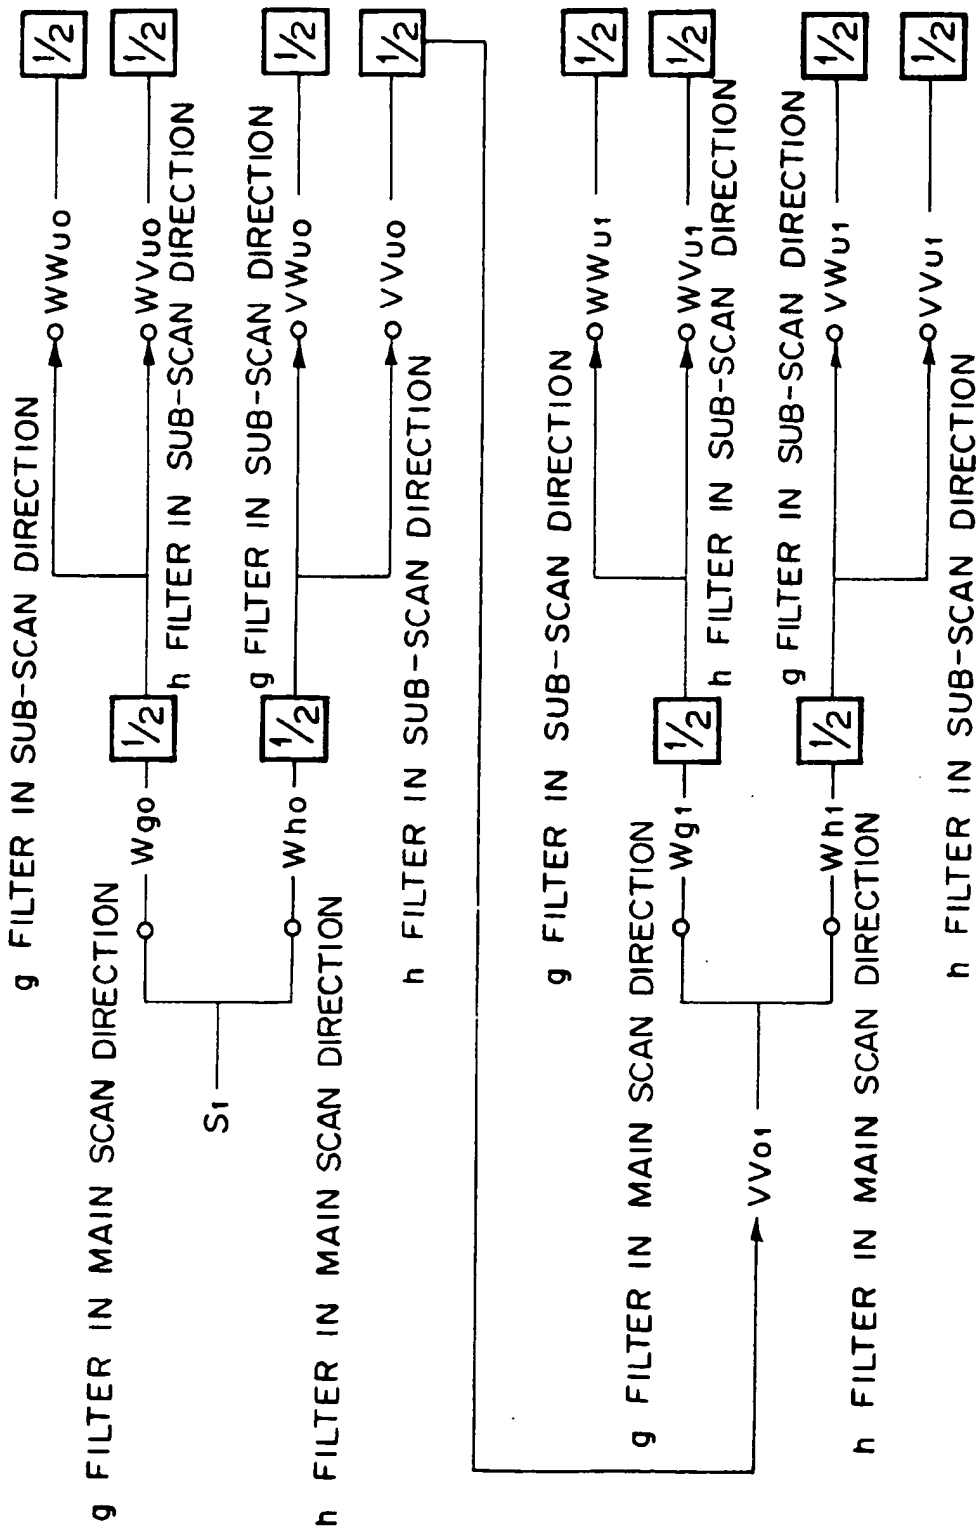 g FILTER IN SUB-SCAN DIRECTION
WWu0
1/2
g FILTER IN MAIN SCAN DIRECTION
Wg0
1/2
WVu0
1/2
h FILTER IN SUB-SCAN DIRECTION
S1
g FILTER IN SUB-SCAN DIRECTION
Wh0
1/2
VWu0
1/2
h FILTER IN MAIN SCAN DIRECTION
VVu0
1/2
h FILTER IN SUB-SCAN DIRECTION
g FILTER IN SUB-SCAN DIRECTION
WWu1
1/2
g FILTER IN MAIN SCAN DIRECTION
Wg1
1/2
WVu1
1/2
h FILTER IN SUB-SCAN DIRECTION
VV01
g FILTER IN SUB-SCAN DIRECTION
Wh1
1/2
VWu1
1/2
h FILTER IN MAIN SCAN DIRECTION
VVu1
1/2
h FILTER IN SUB-SCAN DIRECTION